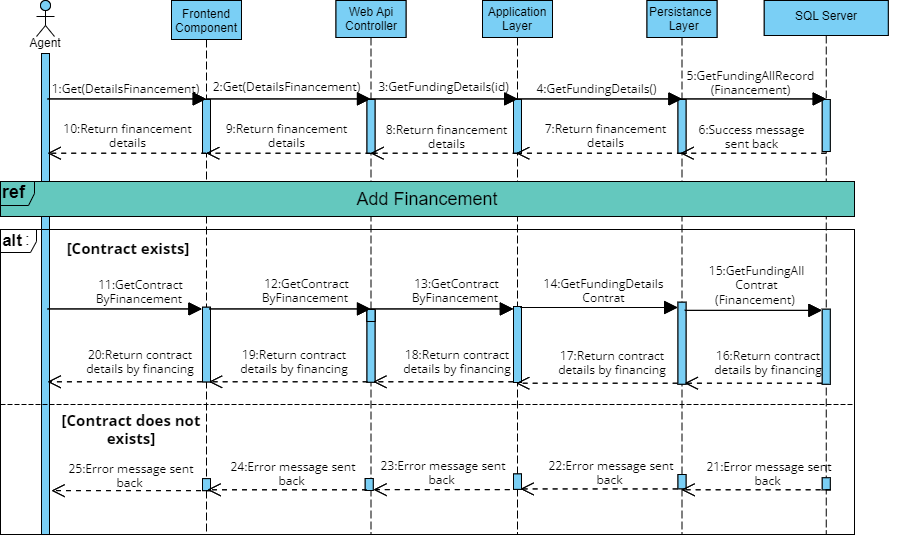 Agent
Frontend
Component
Web Api
Controller
Application
Layer
Persistance
Layer
SQL Server
1:Get(DetailsFinancement)
2:Get(DetailsFinancement)
3:GetFundingDetails(id)
4:GetFundingDetails()
5:GetFundingAllRecord
(Financement)
10:Return financement
details
9:Return financement
details
8:Return financement
details
7:Return financement
details
6:Success message
sent back
ref
Add Financement
alt :
[Contract exists]
11:GetContract
ByFinancement
12:GetContract
ByFinancement
13:GetContract
ByFinancement
14:GetFundingDetails
Contrat
15:GetFundingAll
Contrat
(Financement)
20:Return contract
details by financing
19:Return contract
details by financing
18:Return contract
details by financing
17:Return contract
details by financing
16:Return contract
details by financing
[Contract does not
exists]
25:Error message sent
back
24:Error message sent
back
23:Error message sent
back
22:Error message sent
back
21:Error message sent
back